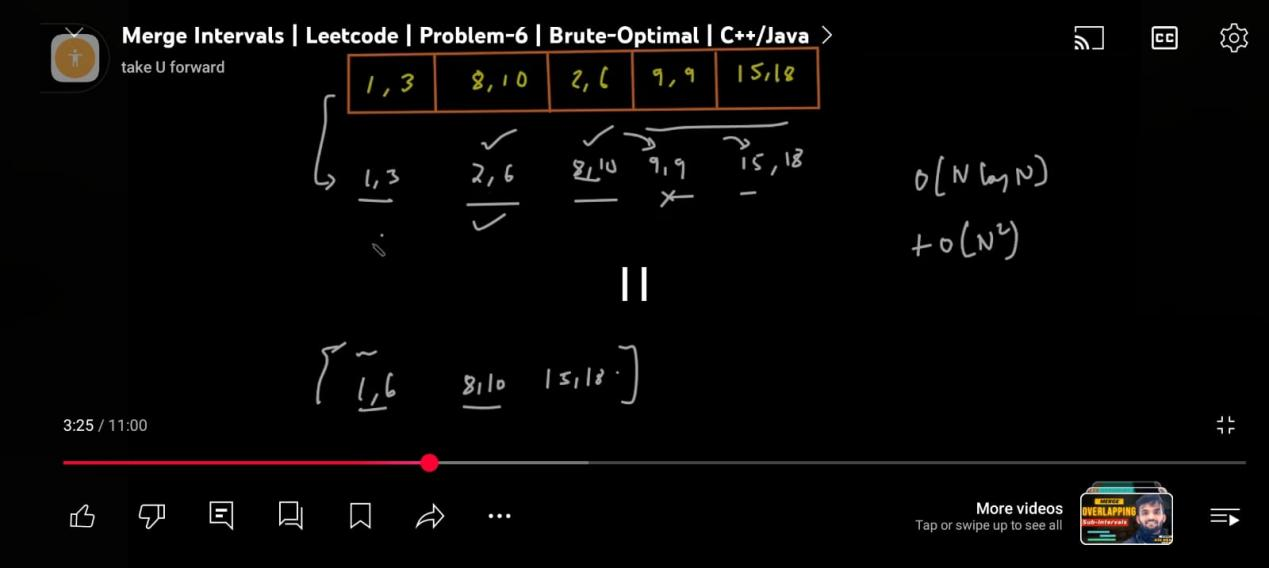 Merge Intervals | Leetcode | Problem-6 | Brute-Optimal | C++/Java
take U forward
CC
1,3 8,10 2,6 9,9 15,18
1,3 2,6 8,10 9,9 15,18
O(N log N)
+ O(N²)
[1,6 8,10 15,18.]
3:25 / 11:00
More videos
Tap or swipe up to see all
MERGE
OVERLAPPING
Sub-Intervals